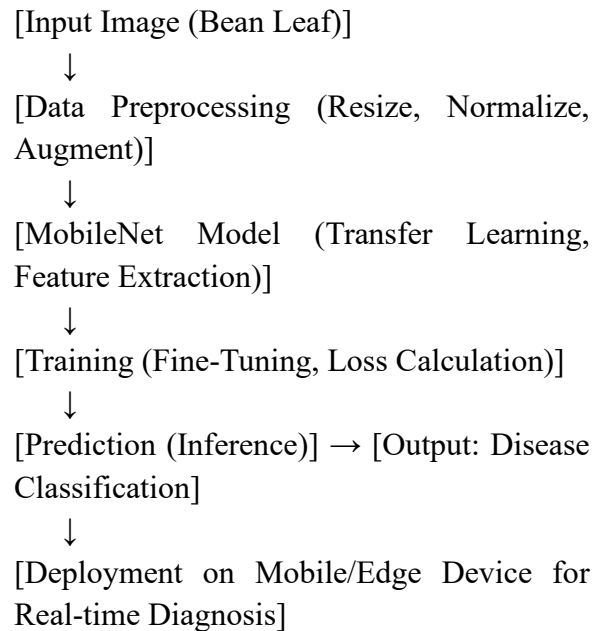 [Input Image (Bean Leaf)]
↓
[Data Preprocessing (Resize, Normalize,
Augment)]
↓
[MobileNet Model (Transfer Learning,
Feature Extraction)]
↓
[Training (Fine-Tuning, Loss Calculation)]
↓
[Prediction (Inference)] → [Output: Disease
Classification]
↓
[Deployment on Mobile/Edge Device for
Real-time Diagnosis]